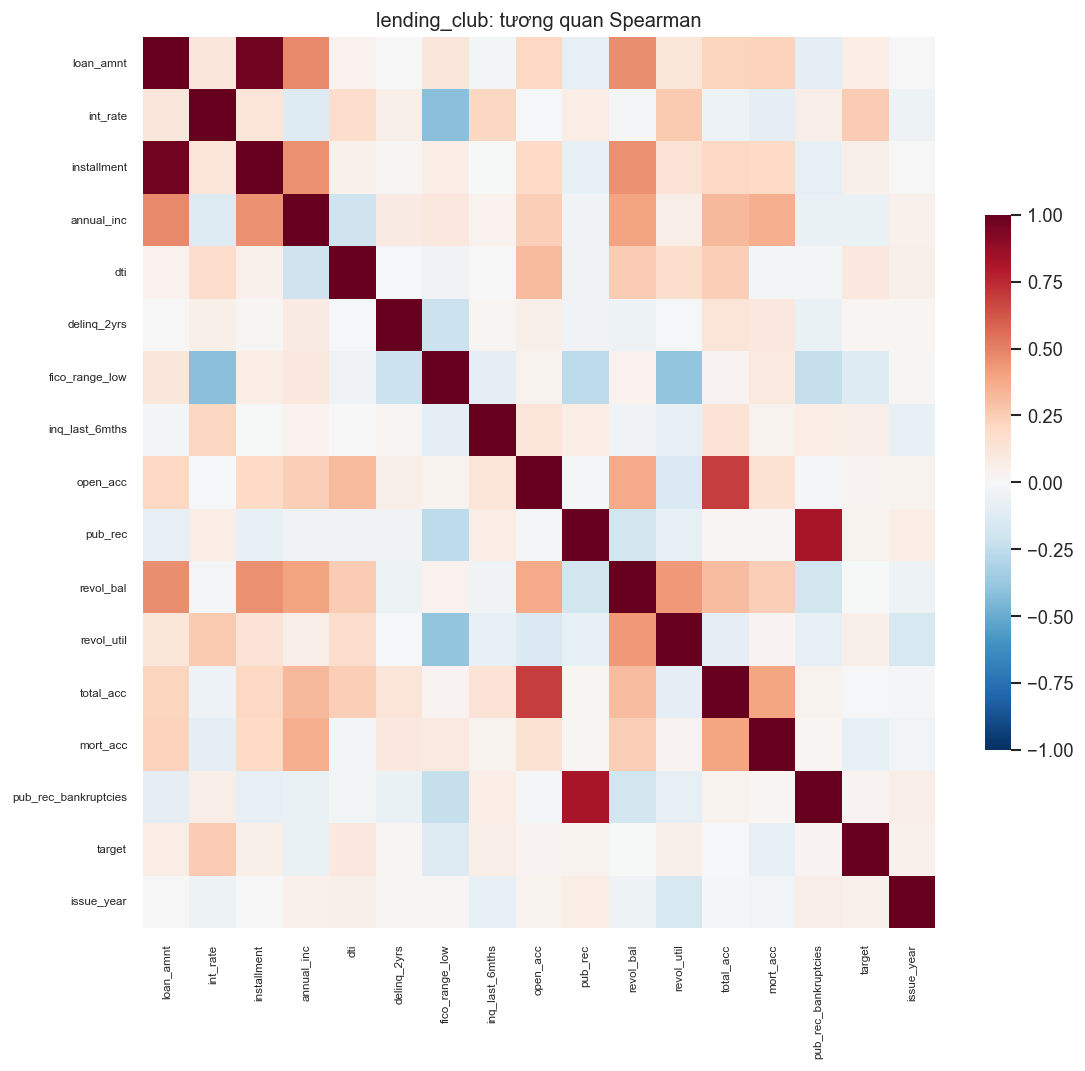 lending_club: tương quan Spearman
loan_amnt
int_rate
installment
annual_inc
dti
delinq_2yrs
fico_range_low
inq_last_6mths
open_acc
pub_rec
revol_bal
revol_util
total_acc
mort_acc
pub_rec_bankruptcies
target
issue_year
loan_amnt
int_rate
installment
annual_inc
dti
delinq_2yrs
fico_range_low
inq_last_6mths
open_acc
pub_rec
revol_bal
revol_util
total_acc
mort_acc
pub_rec_bankruptcies
target
issue_year
1.00
0.75
0.50
0.25
0.00
−0.25
−0.50
−0.75
−1.00